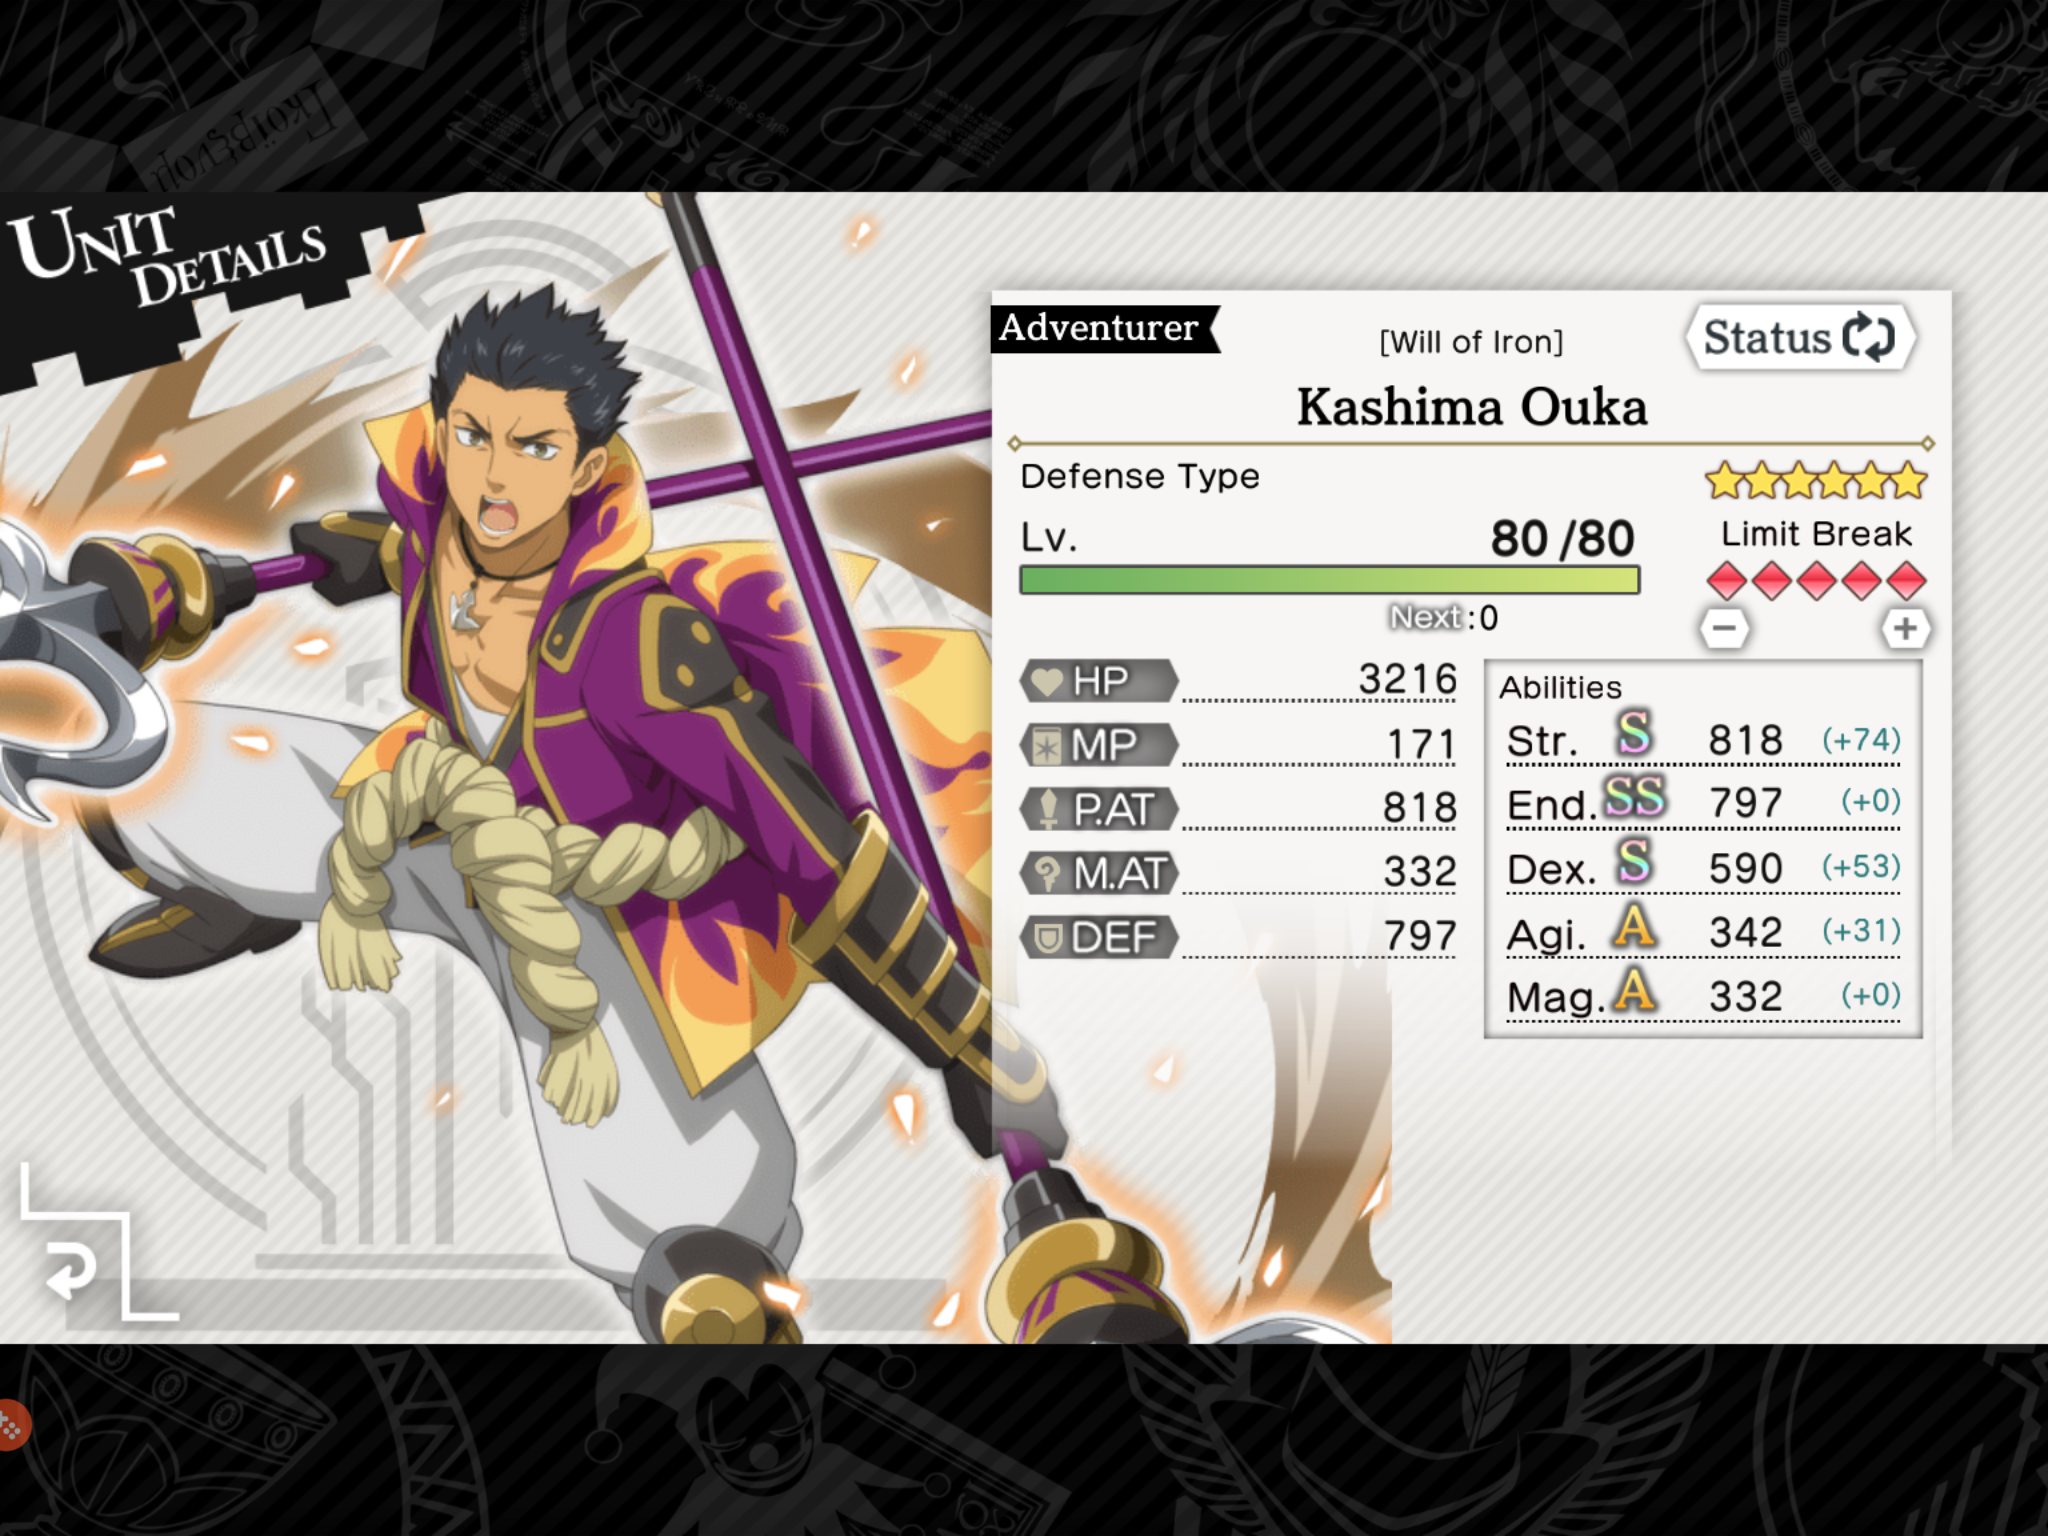 UNIT
DETAILS
Adventurer
[Will of Iron]
Status
Kashima Ouka
Defense Type
Lv. 80 /80
Limit Break
Next:0
HP 3216
MP 171
P.AT 818
M.AT 332
DEF 797
Abilities
Str. S 818 (+74)
End. SS 797 (+0)
Dex. S 590 (+53)
Agi. A 342 (+31)
Mag. A 332 (+0)